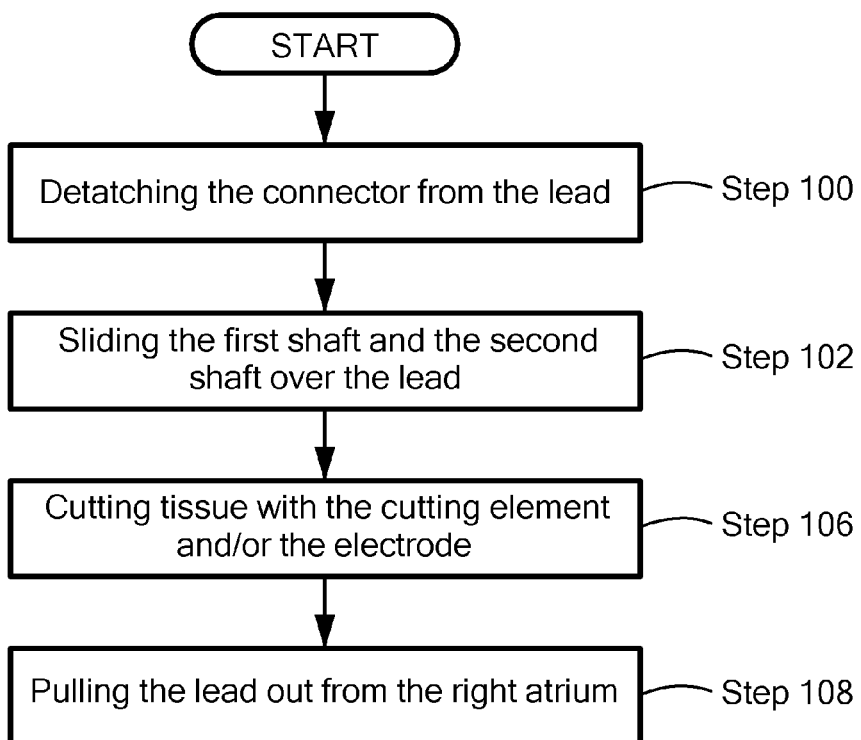 START
Detatching the connector from the lead
Step 100
Sliding the first shaft and the second
shaft over the lead
Step 102
Cutting tissue with the cutting element
and/or the electrode
Step 106
Pulling the lead out from the right atrium
Step 108